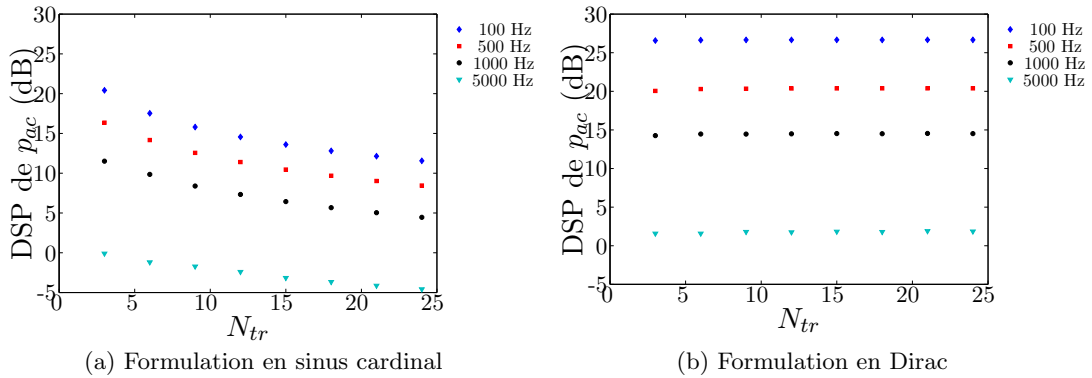 30
25
20
15
10
5
0
-5
0 5 10 15 20 25
DSP de p_ac (dB)
N_tr
100 Hz
500 Hz
1000 Hz
5000 Hz
(a) Formulation en sinus cardinal
30
25
20
15
10
5
0
-5
0 5 10 15 20 25
DSP de p_ac (dB)
N_tr
100 Hz
500 Hz
1000 Hz
5000 Hz
(b) Formulation en Dirac